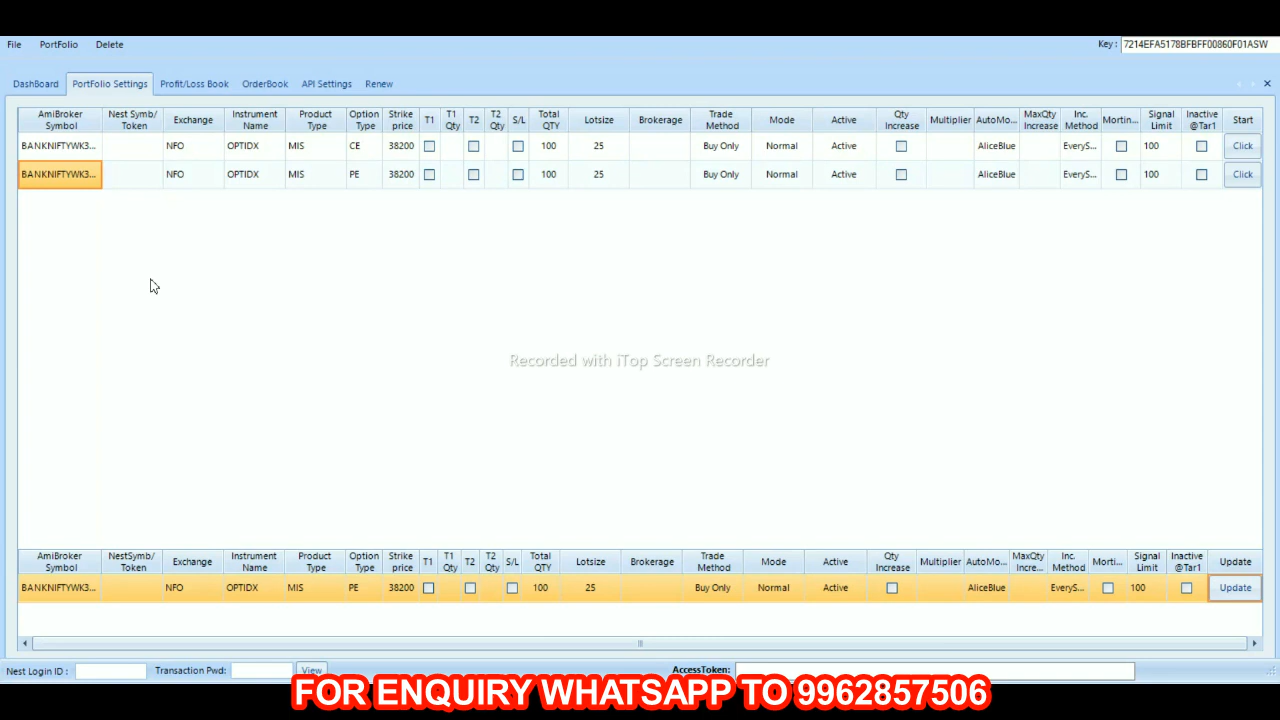 File PortFolio Delete Key : 7214EFA5178BFBFF00860F01ASW
DashBoard PortFolio Settings Profit/Loss Book OrderBook API Settings Renew
AmiBroker Symbol Nest Symb/ Token Exchange Instrument Name Product Type Option Type Strike price T1 T1 Qty T2 T2 Qty S/L Total QTY Lotsize Brokerage Trade Method Mode Active Qty Increase Multiplier AutoMo... MaxQty Increase Inc. Method Mortin... Signal Limit Inactive @Tar1 Start
BANKNIFTYWK3... NFO OPTIDX MIS CE 38200 100 25 Buy Only Normal Active AliceBlue EveryS... 100 Click
BANKNIFTYWK3... NFO OPTIDX MIS PE 38200 100 25 Buy Only Normal Active AliceBlue EveryS... 100 Click
Recorded with iTop Screen Recorder
AmiBroker Symbol NestSymb/ Token Exchange Instrument Name Product Type Option Type Strike price T1 T1 Qty T2 T2 Qty S/L Total QTY Lotsize Brokerage Trade Method Mode Active Qty Increase Multiplier AutoMo... MaxQty Incre... Inc. Method Morti... Signal Limit Inactive @Tar1 Update
BANKNIFTYWK3... NFO OPTIDX MIS PE 38200 100 25 Buy Only Normal Active AliceBlue EveryS... 100 Update
Nest Login ID : Transaction Pwd: View AccessToken:
FOR ENQUIRY WHATSAPP TO 9962857506